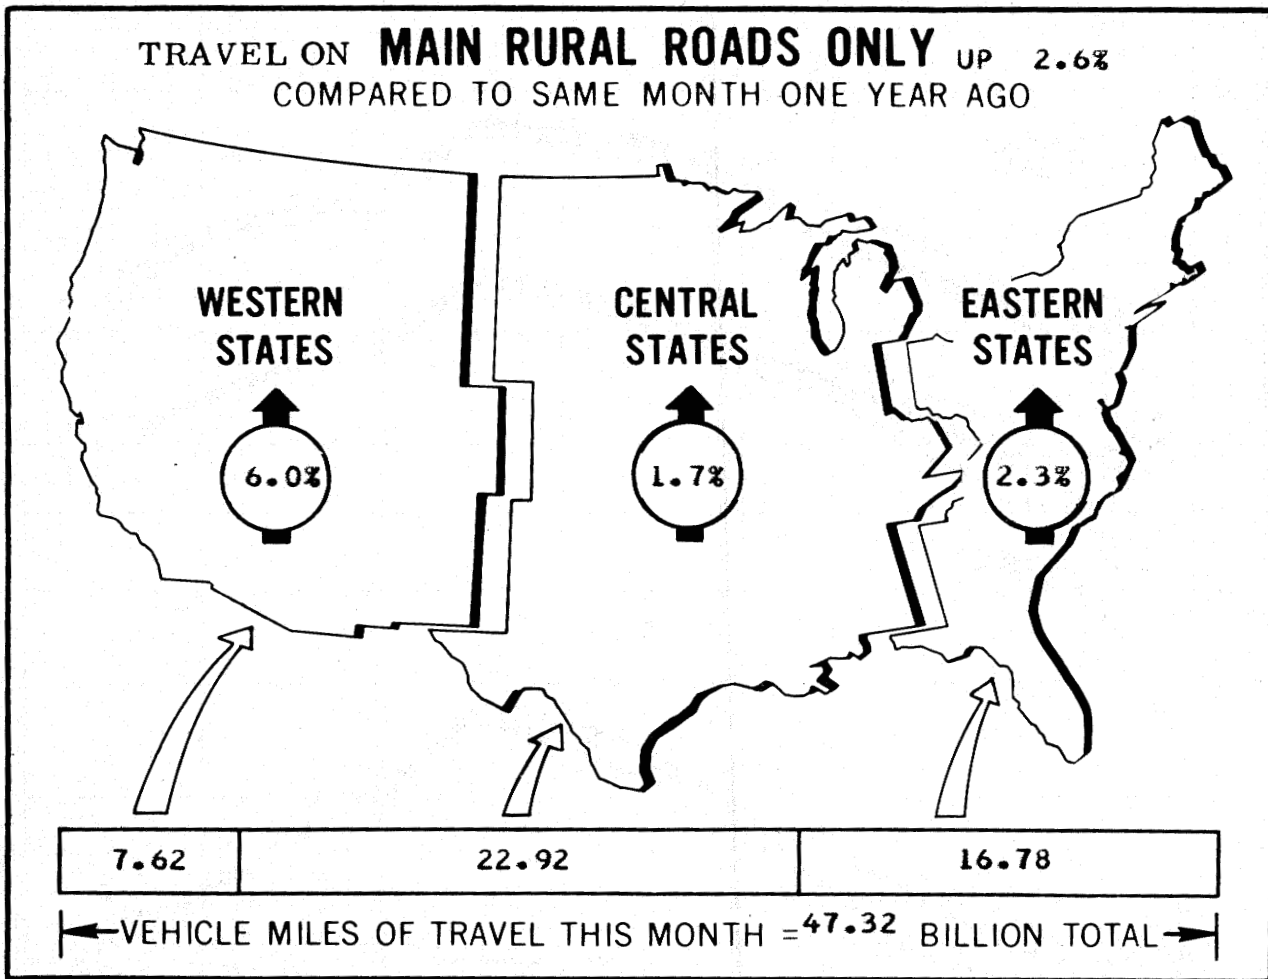 TRAVEL ON MAIN RURAL ROADS ONLY UP 2.6%
COMPARED TO SAME MONTH ONE YEAR AGO
WESTERN
STATES
6.0%
CENTRAL
STATES
1.7%
EASTERN
STATES
2.3%
7.62 22.92 16.78
VEHICLE MILES OF TRAVEL THIS MONTH = 47.32 BILLION TOTAL